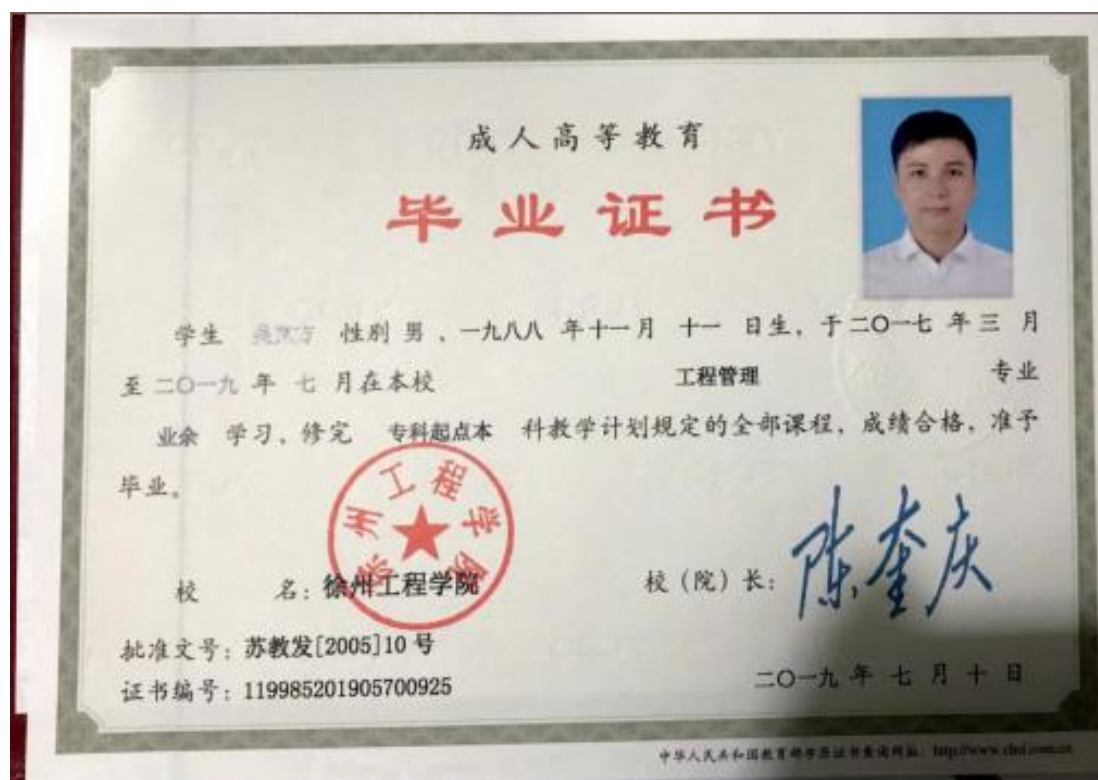 成人高等教育
毕业证书
学生 性别 男 ，一九八八 年十一月 十一 日生，于二〇一七 年 三 月
至 二〇一九 年 七 月在本校 工程管理 专业
业余 学习，修完 专科起点本 科教学计划规定的全部课程，成绩合格，准予
毕业。
徐州工程学院
校 名：徐州工程学院 校（院）长：陈奎庆
批准文号：苏教发[2005]10 号
证书编号：119985201905700925
二〇一九 年 七 月 十 日
中华人民共和国教育部学历证书查询网址：http://www.chsi.com.cn